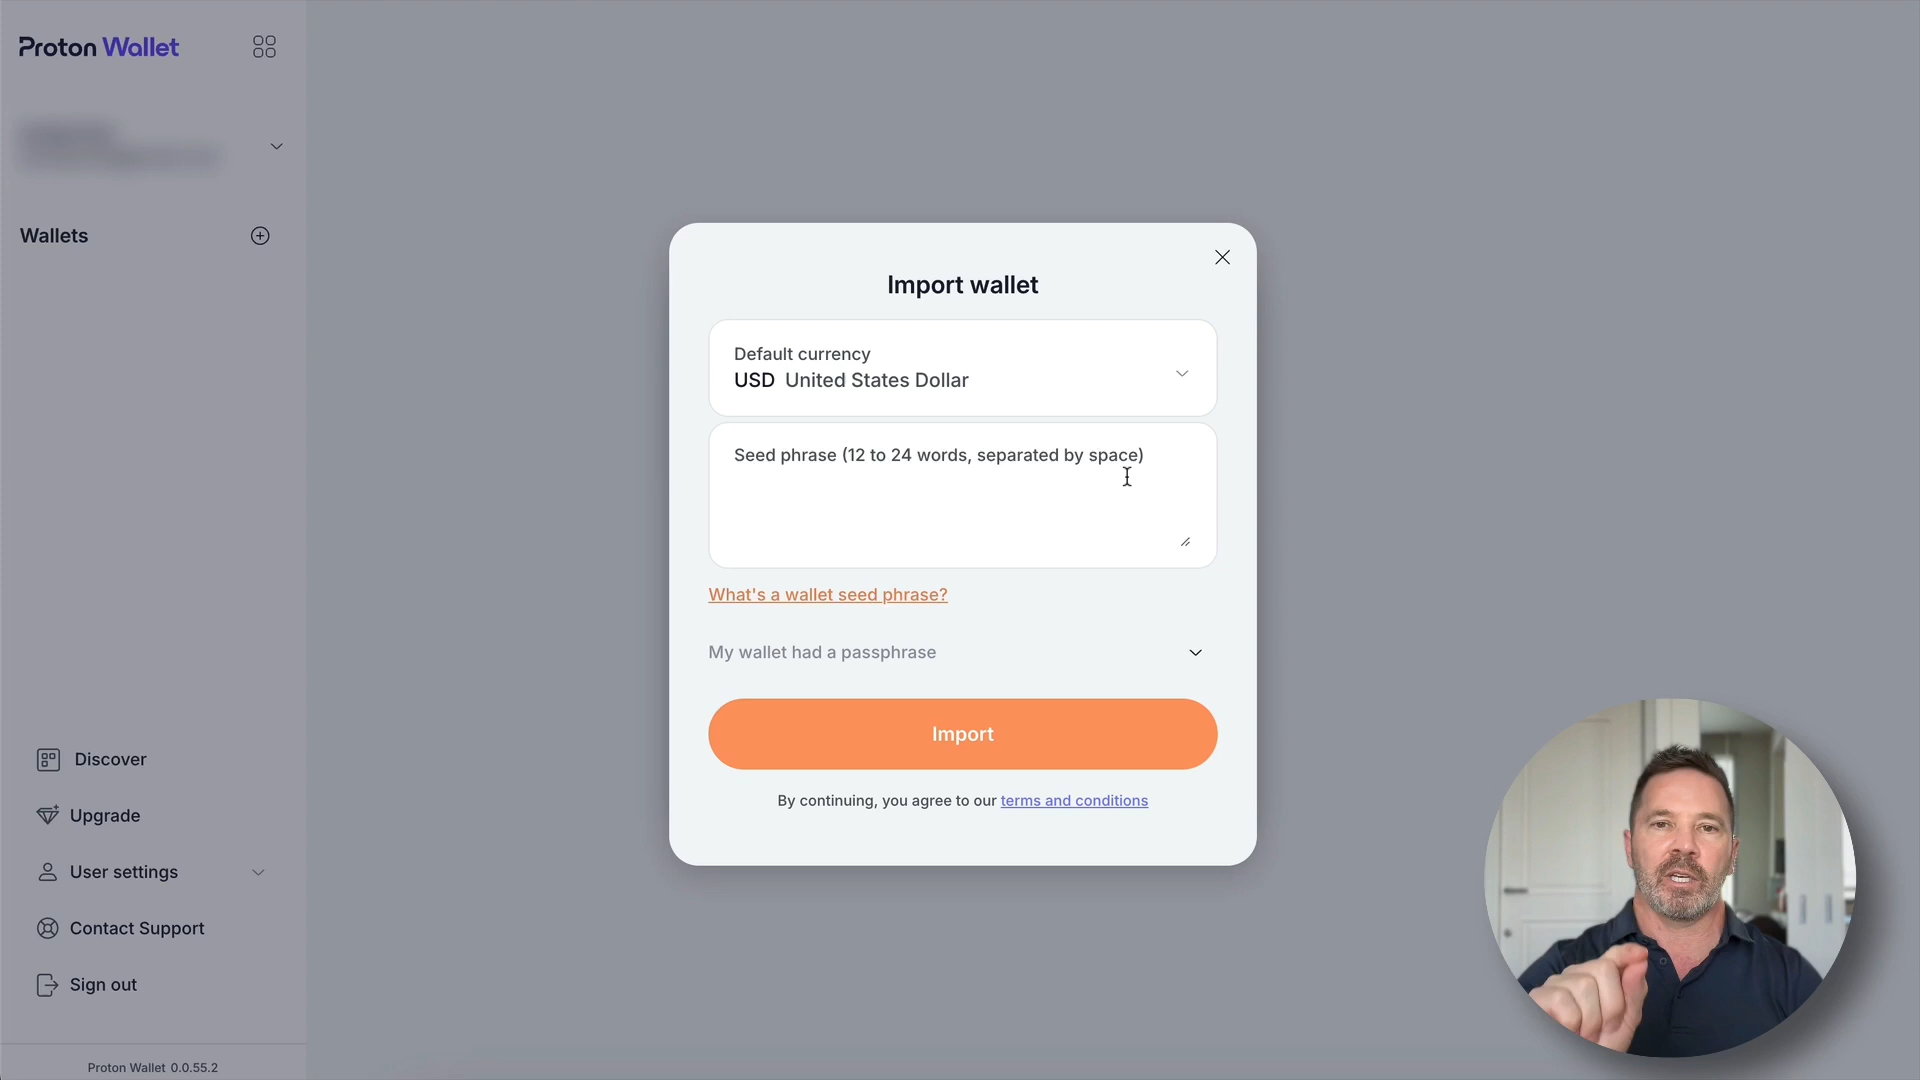 Proton Wallet
Wallets
Discover
Upgrade
User settings
Contact Support
Sign out
Proton Wallet 0.0.55.2
Import wallet
Default currency
USD United States Dollar
Seed phrase (12 to 24 words, separated by space)
What's a wallet seed phrase?
My wallet had a passphrase
Import
By continuing, you agree to our terms and conditions